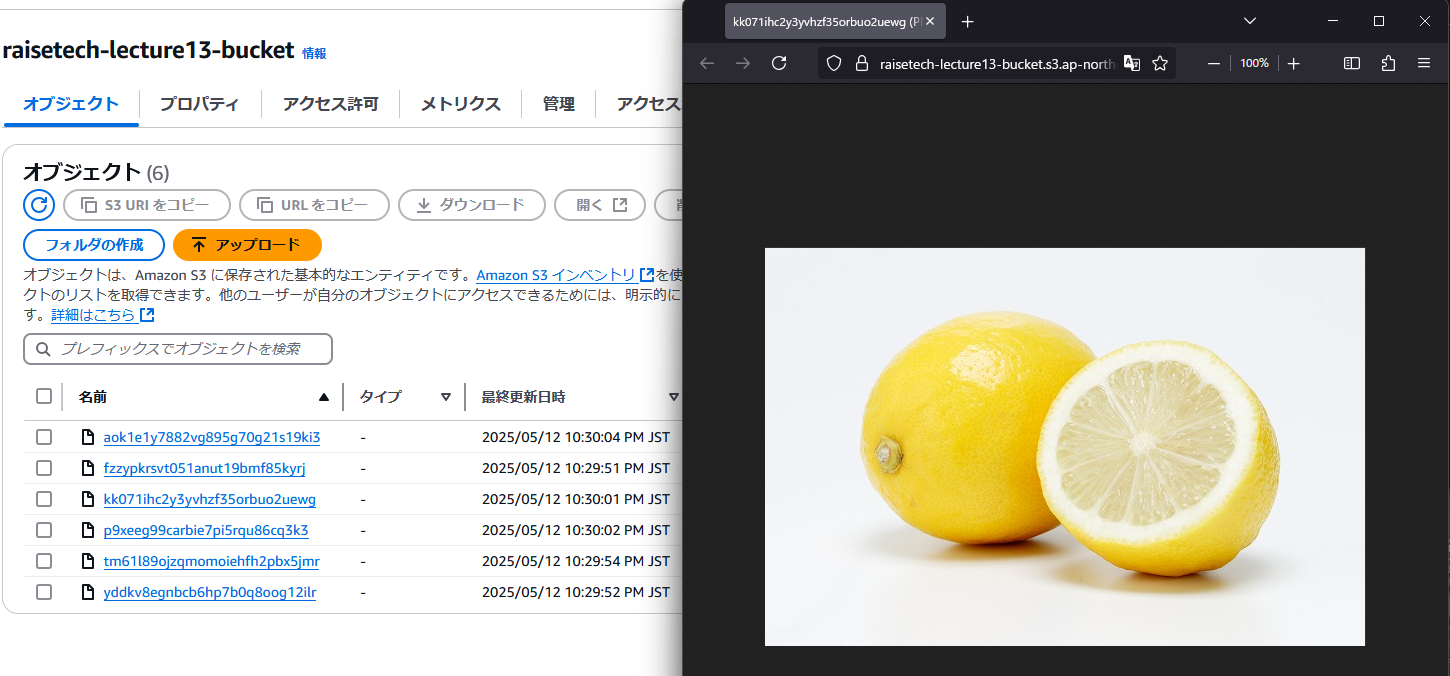 raisetech-lecture13-bucket 情報
オブジェクト プロパティ アクセス許可 メトリクス 管理 アクセス
オブジェクト (6)
S3 URI をコピー URL をコピー ダウンロード 開く
フォルダの作成 アップロード
オブジェクトは、Amazon S3 に保存された基本的なエンティティです。Amazon S3 インベントリ を使
クトのリストを取得できます。他のユーザーが自分のオブジェクトにアクセスできるためには、明示的に
す。詳細はこちら
プレフィックスでオブジェクトを検索
名前 タイプ 最終更新日時
aok1e1y7882vg895g70g21s19ki3 - 2025/05/12 10:30:04 PM JST
fzzypkrsvt051anut19bmf85kyrj - 2025/05/12 10:29:51 PM JST
kk071ihc2y3yvhzf35orbuo2uewg - 2025/05/12 10:30:01 PM JST
p9xeeg99carbie7pi5rqu86cq3k3 - 2025/05/12 10:30:02 PM JST
tm61l89ojzqmomoiehfh2pbx5jmr - 2025/05/12 10:29:54 PM JST
yddkv8egnbcb6hp7b0q8oog12ilr - 2025/05/12 10:29:52 PM JST
kk071ihc2y3yvhzf35orbuo2uewg (P
raisetech-lecture13-bucket.s3.ap-north 100%